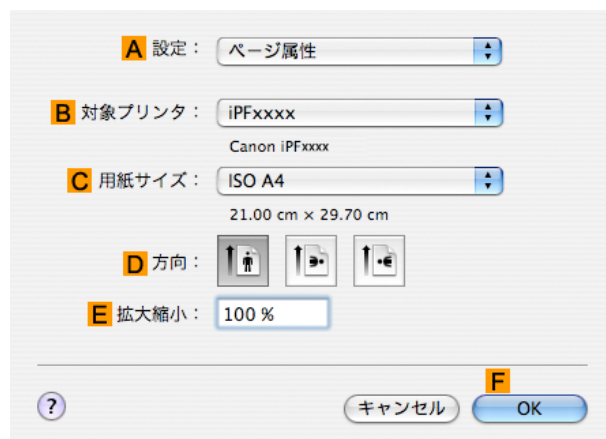 A 設定： ページ属性
B 対象プリンタ： iPFxxxx
Canon iPFxxxx
C 用紙サイズ： ISO A4
21.00 cm × 29.70 cm
D 方向：
E 拡大縮小： 100 %
F
? キャンセル OK